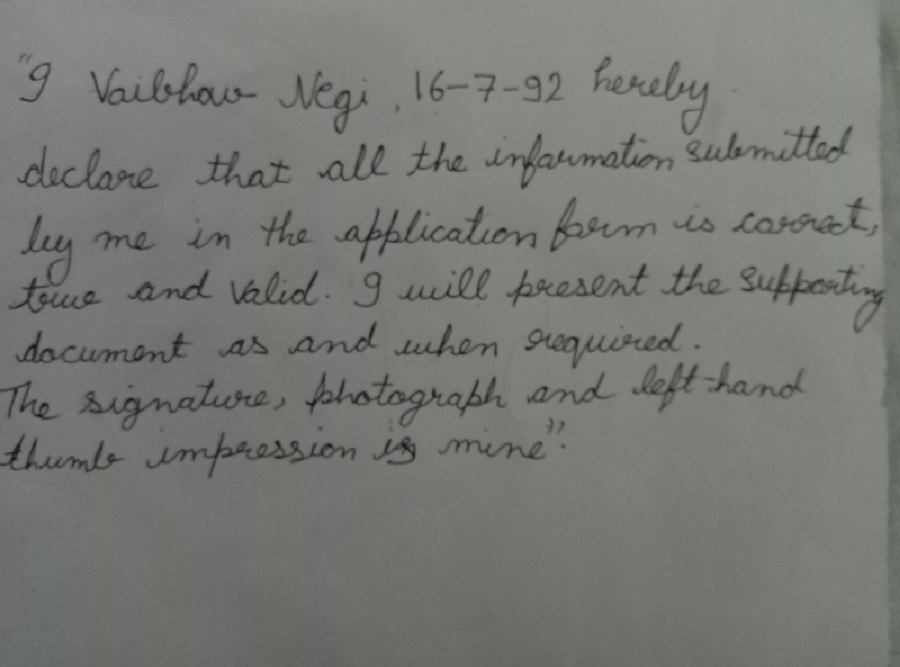 "I Vaibhav Negi, 16-7-92 hereby
declare that all the information submitted
by me in the application form is correct,
true and valid. I will present the supporting
document as and when required.
The signature, photograph and left-hand
thumb impression is mine".